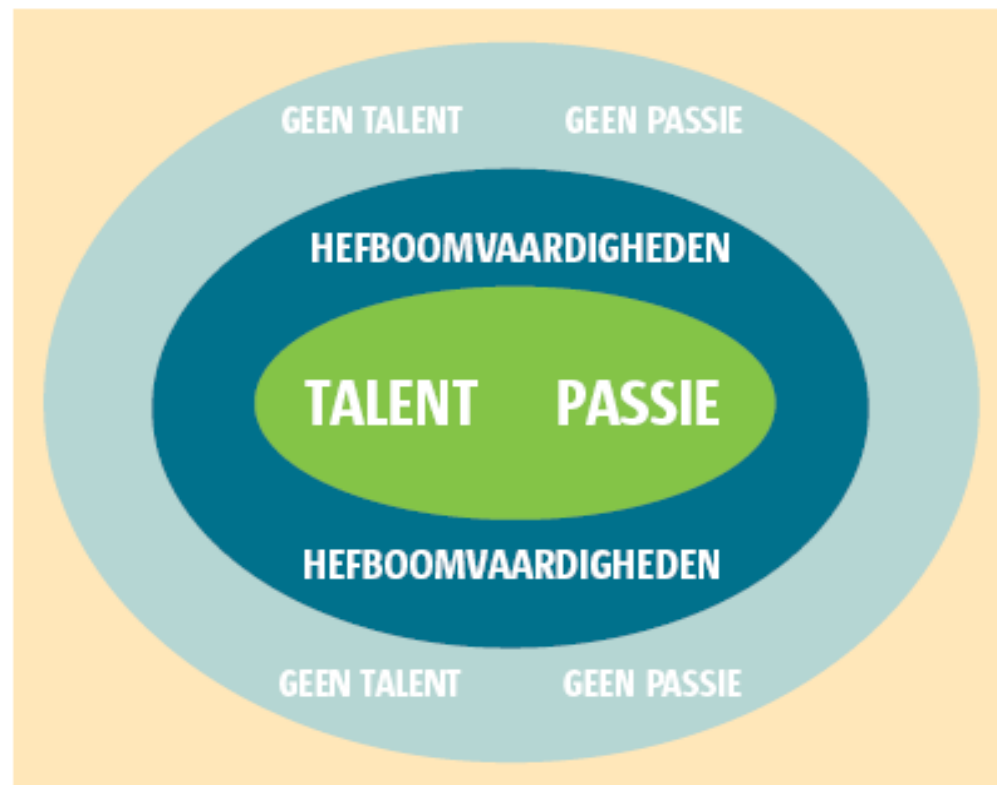 GEEN TALENT GEEN PASSIE
HEFBOOMVAARDIGHEDEN
TALENT PASSIE
HEFBOOMVAARDIGHEDEN
GEEN TALENT GEEN PASSIE